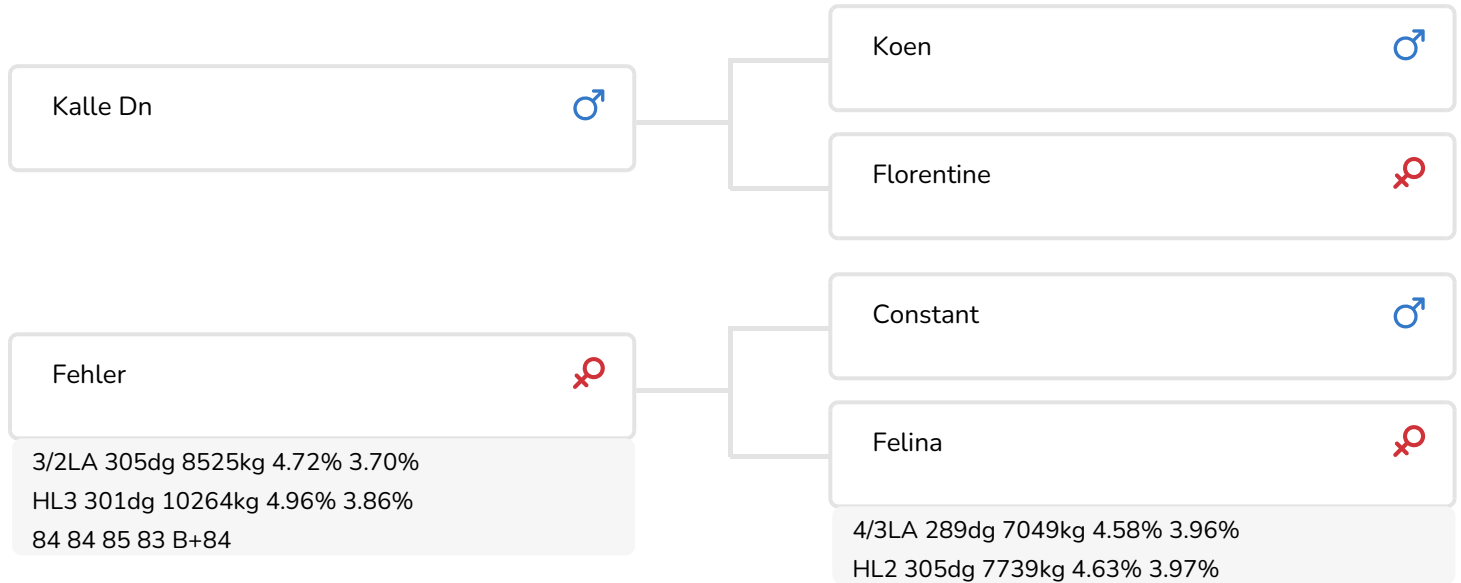 Kalle Dn
Koen
Florentine
Fehler
3/2LA 305dg 8525kg 4.72% 3.70%
HL3 301dg 10264kg 4.96% 3.86%
84 84 85 83 B+84
Constant
Felina
4/3LA 289dg 7049kg 4.58% 3.96%
HL2 305dg 7739kg 4.63% 3.97%